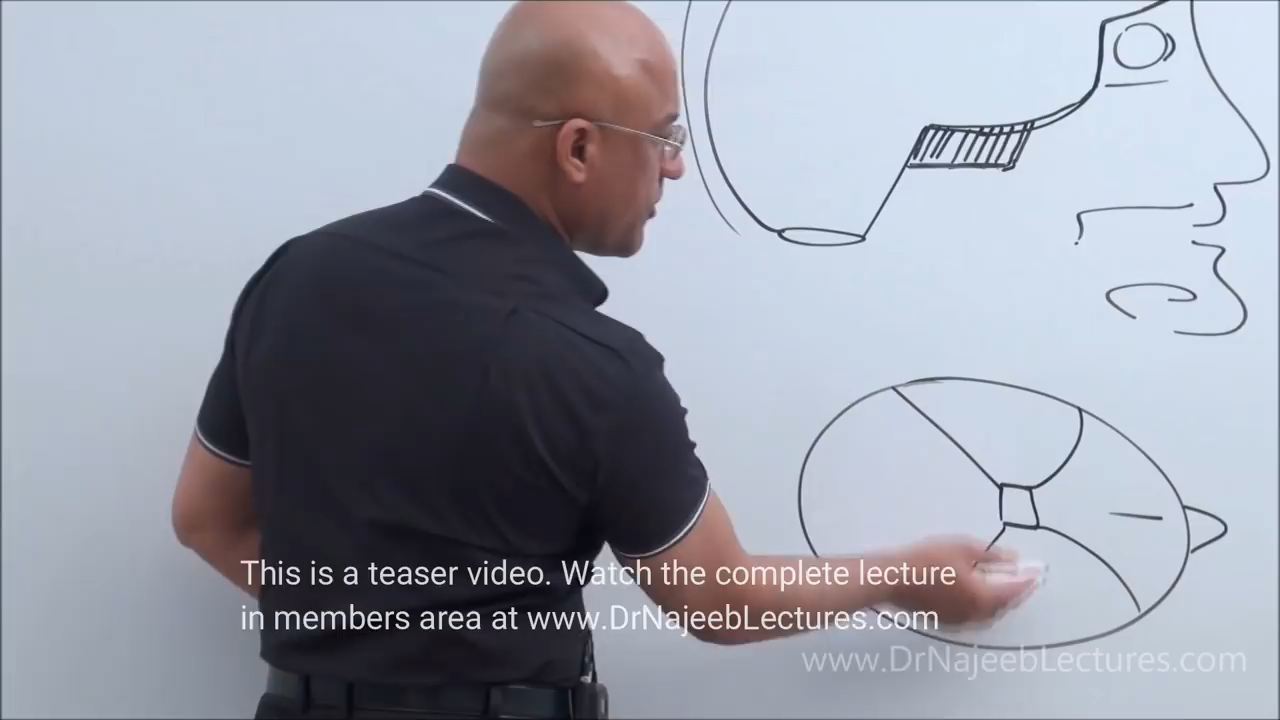 This is a teaser video. Watch the complete lecture
in members area at www.DrNajeebLectures.com
www.DrNajeebLectures.com